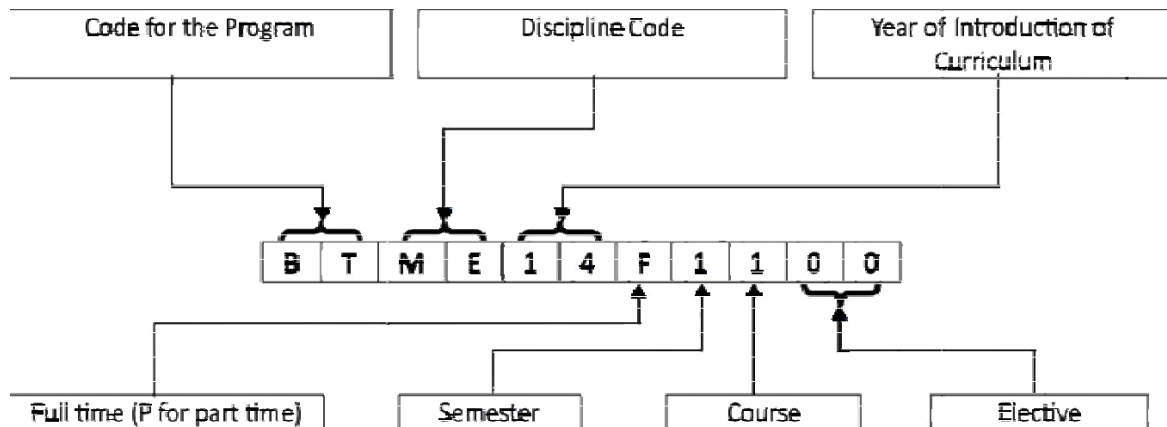 Code for the Program
Discipline Code
Year of Introduction of
Curriculum
B T M E 1 4 F 1 1 0 0
Full time (P for part time)
Semester
Course
Elective